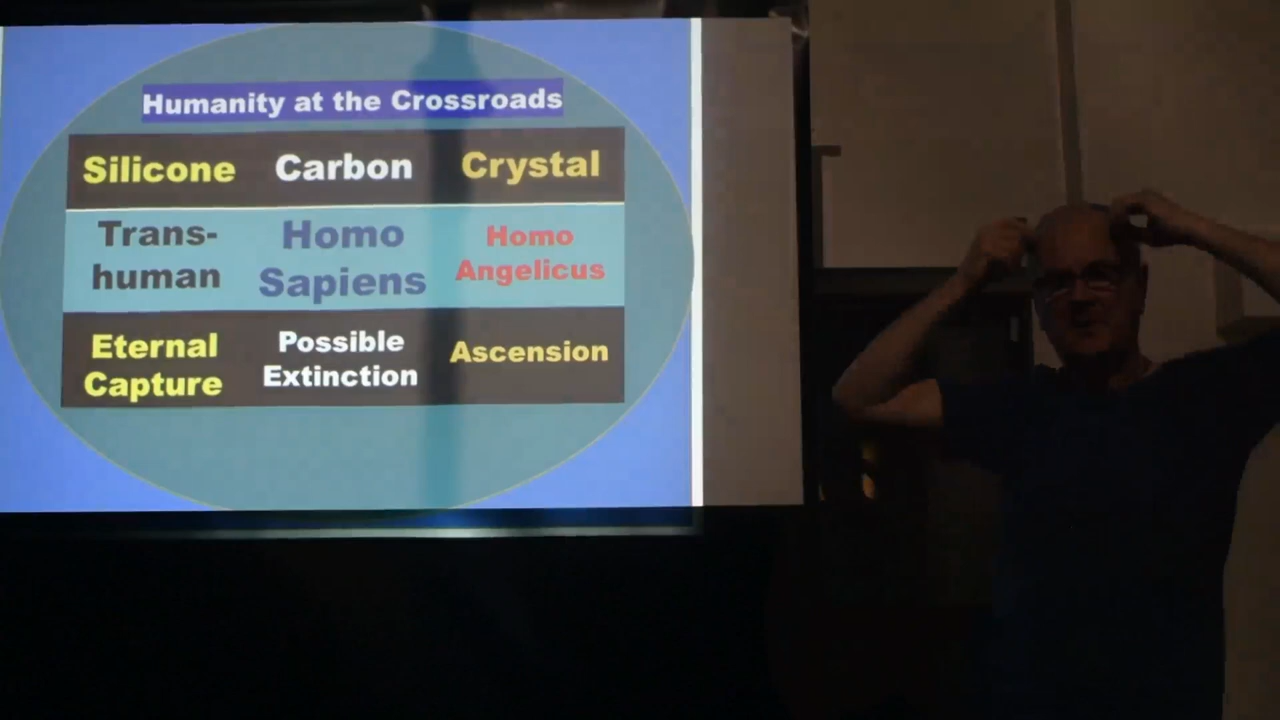 Humanity at the Crossroads
Silicone Carbon Crystal
Trans-
human
Homo
Sapiens
Homo
Angelicus
Eternal
Capture
Possible
Extinction
Ascension